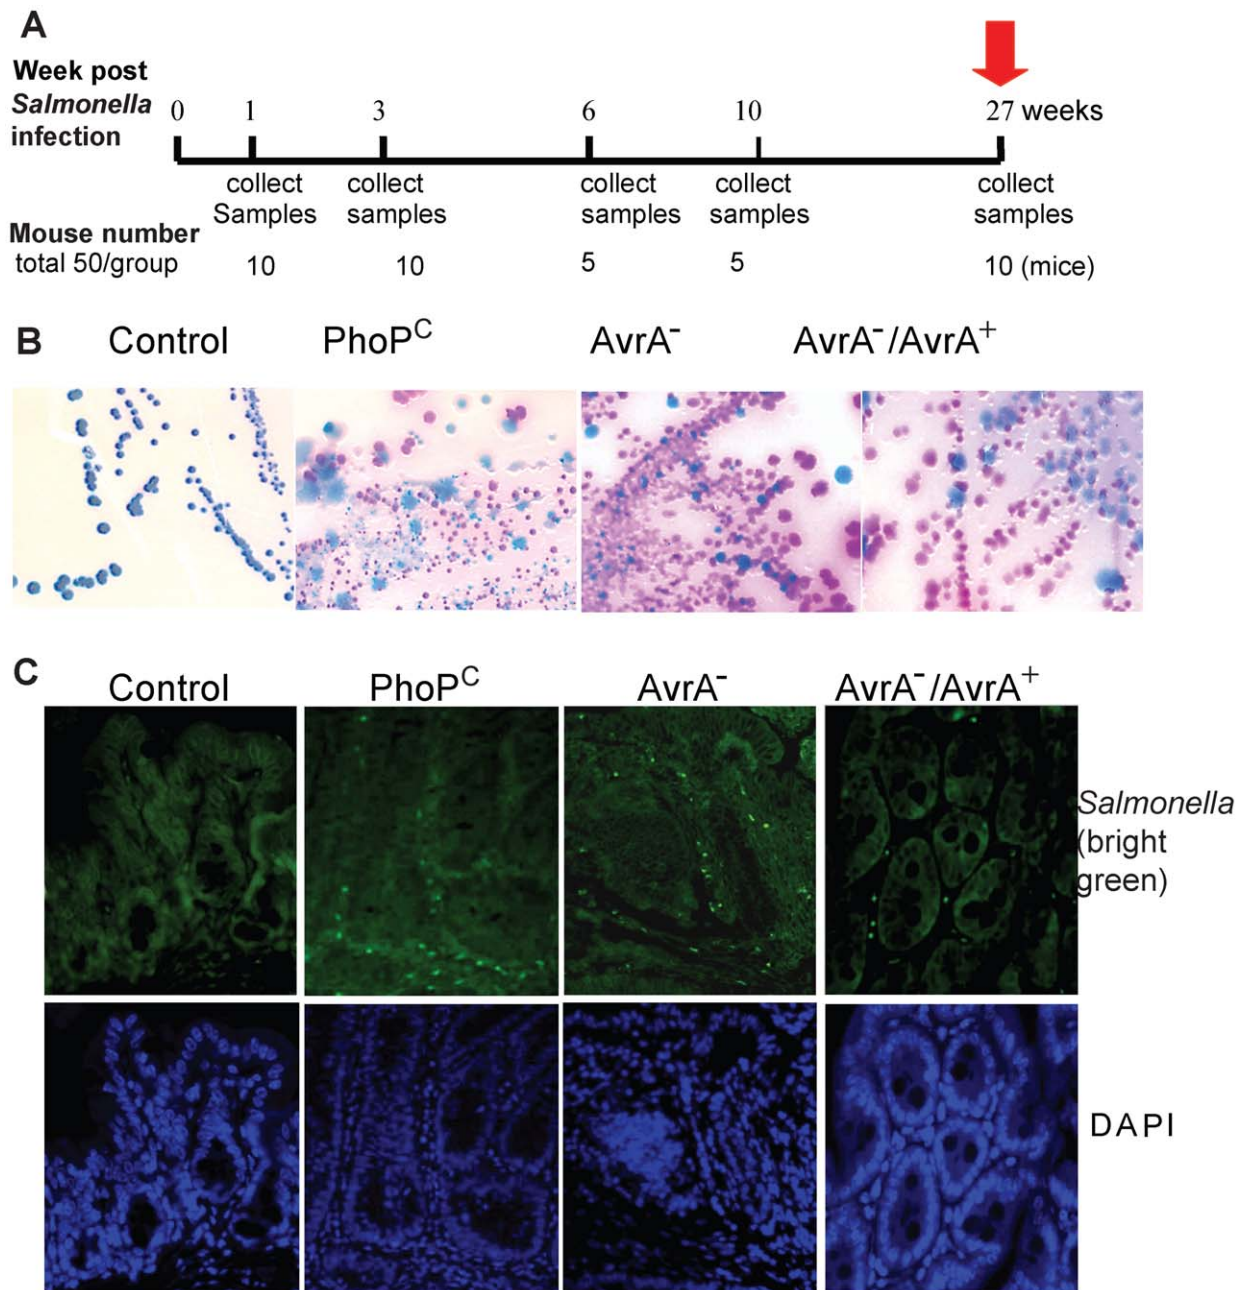 A
Week post
Salmonella
infection
0 1 3 6 10 27 weeks
collect collect collect collect collect
Samples samples samples samples samples
Mouse number
total 50/group 10 10 5 5 10 (mice)
B Control PhoP^C AvrA⁻ AvrA⁻/AvrA⁺
C Control PhoP^C AvrA⁻ AvrA⁻/AvrA⁺
Salmonella
(bright
green)
DAPI